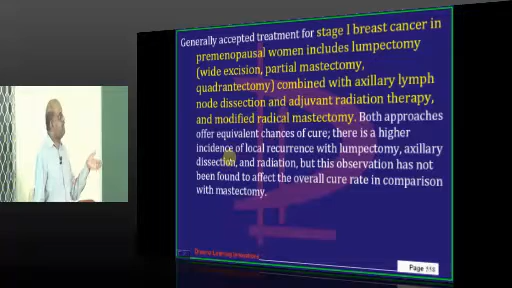 Generally accepted treatment for stage I breast cancer in
premenopausal women includes lumpectomy
(wide excision, partial mastectomy,
quadrantectomy) combined with axillary lymph
node dissection and adjuvant radiation therapy,
and modified radical mastectomy. Both approaches
offer equivalent chances of cure; there is a higher
incidence of local recurrence with lumpectomy, axillary
dissection, and radiation, but this observation has not
been found to affect the overall cure rate in comparison
with mastectomy.
Page 118